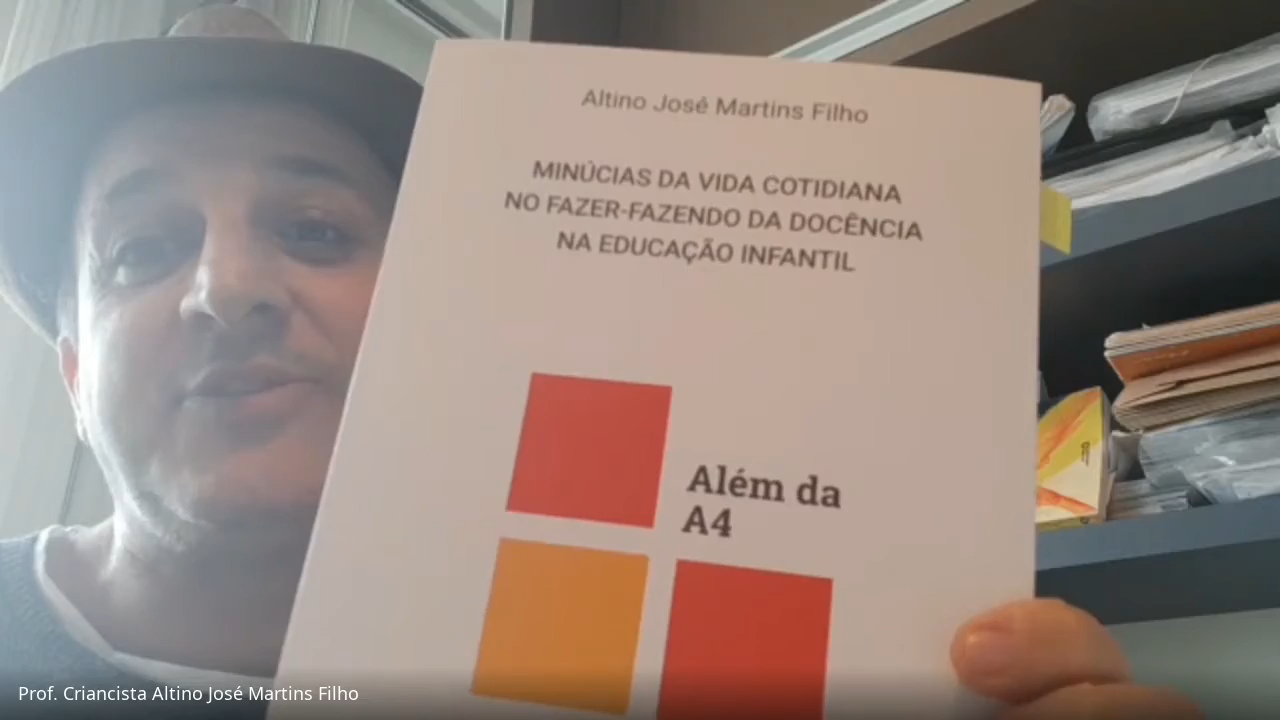 Altino José Martins Filho
MINÚCIAS DA VIDA COTIDIANA
NO FAZER-FAZENDO DA DOCÊNCIA
NA EDUCAÇÃO INFANTIL
Além da
A4
Prof. Criancista Altino José Martins Filho